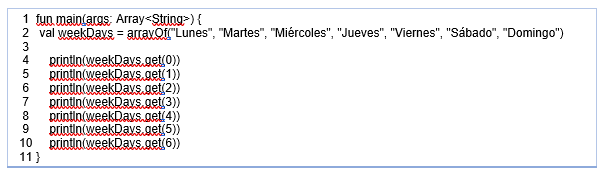 1 fun main(args: Array<String>) {
2 val weekDays = arrayOf("Lunes", "Martes", "Miércoles", "Jueves", "Viernes", "Sábado", "Domingo")
3
4 println(weekDays.get(0))
5 println(weekDays.get(1))
6 println(weekDays.get(2))
7 println(weekDays.get(3))
8 println(weekDays.get(4))
9 println(weekDays.get(5))
10 println(weekDays.get(6))
11 }